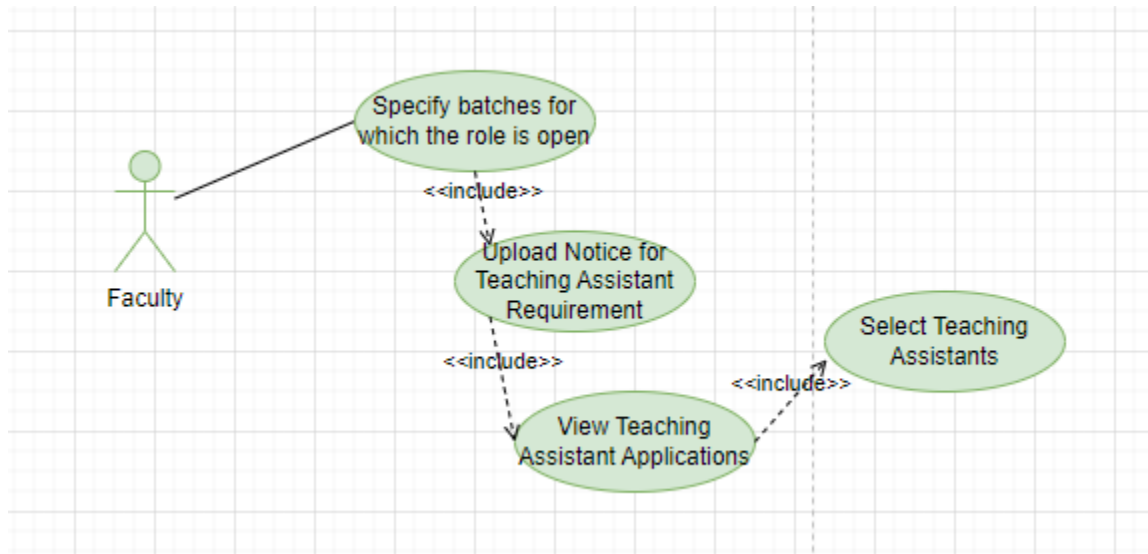 Specify batches for
which the role is open
<<include>>
Faculty
Upload Notice for
Teaching Assistant
Requirement
<<include>>
Select Teaching
Assistants
<<include>>
View Teaching
Assistant Applications